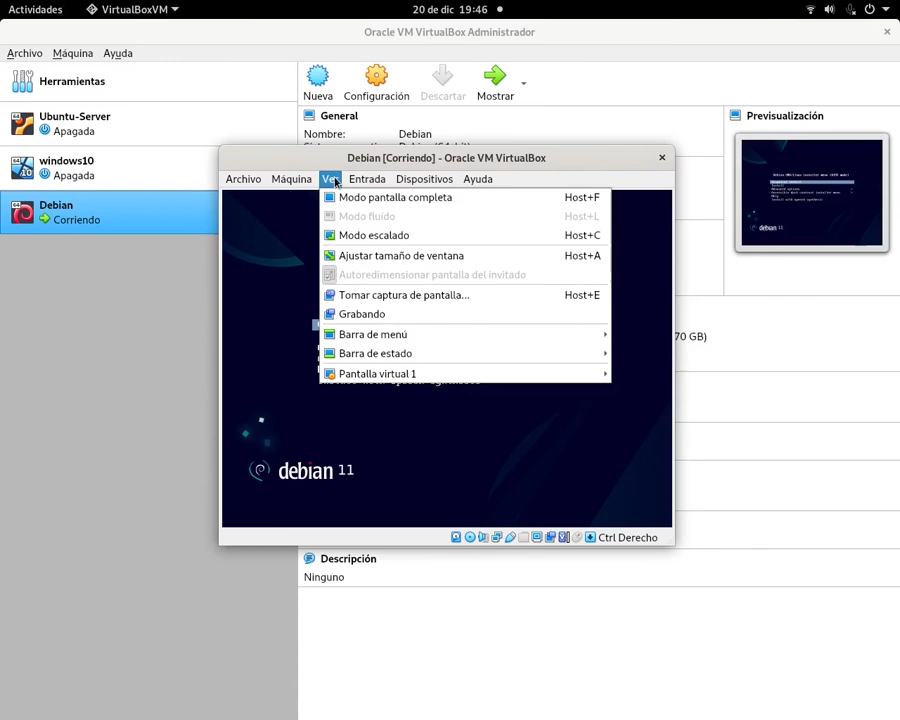 Actividades
VirtualBoxVM
20 de dic 19:46
Oracle VM VirtualBox Administrador
Archivo Máquina Ayuda
Herramientas
Nueva
Configuración
Descartar
Mostrar
Ubuntu-Server
Apagada
windows10
Apagada
Debian
Corriendo
General
Nombre: Debian
Previsualización
Debian [Corriendo] - Oracle VM VirtualBox
Archivo Máquina Ver Entrada Dispositivos Ayuda
Modo pantalla completa Host+F
Modo fluído Host+L
Modo escalado Host+C
Ajustar tamaño de ventana Host+A
Autoredimensionar pantalla del invitado
Tomar captura de pantalla... Host+E
Grabando
Barra de menú
Barra de estado
Pantalla virtual 1
70 GB)
debian 11
Ctrl Derecho
Descripción
Ninguno